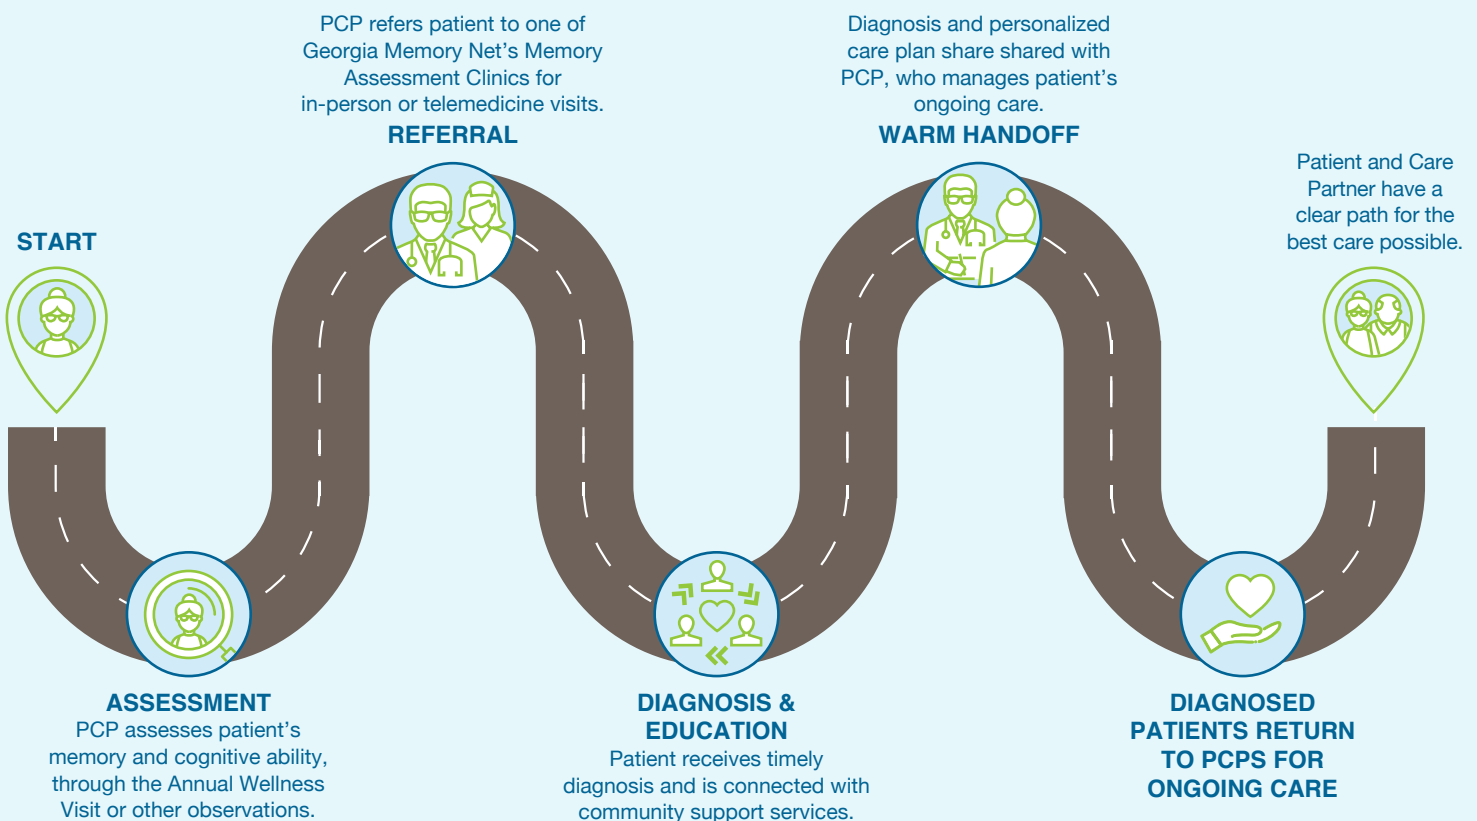 START
ASSESSMENT
PCP assesses patient's
memory and cognitive ability,
through the Annual Wellness
Visit or other observations.
PCP refers patient to one of
Georgia Memory Net's Memory
Assessment Clinics for
in-person or telemedicine visits.
REFERRAL
DIAGNOSIS &
EDUCATION
Patient receives timely
diagnosis and is connected with
community support services.
Diagnosis and personalized
care plan share shared with
PCP, who manages patient's
ongoing care.
WARM HANDOFF
DIAGNOSED
PATIENTS RETURN
TO PCPS FOR
ONGOING CARE
Patient and Care
Partner have a
clear path for the
best care possible.